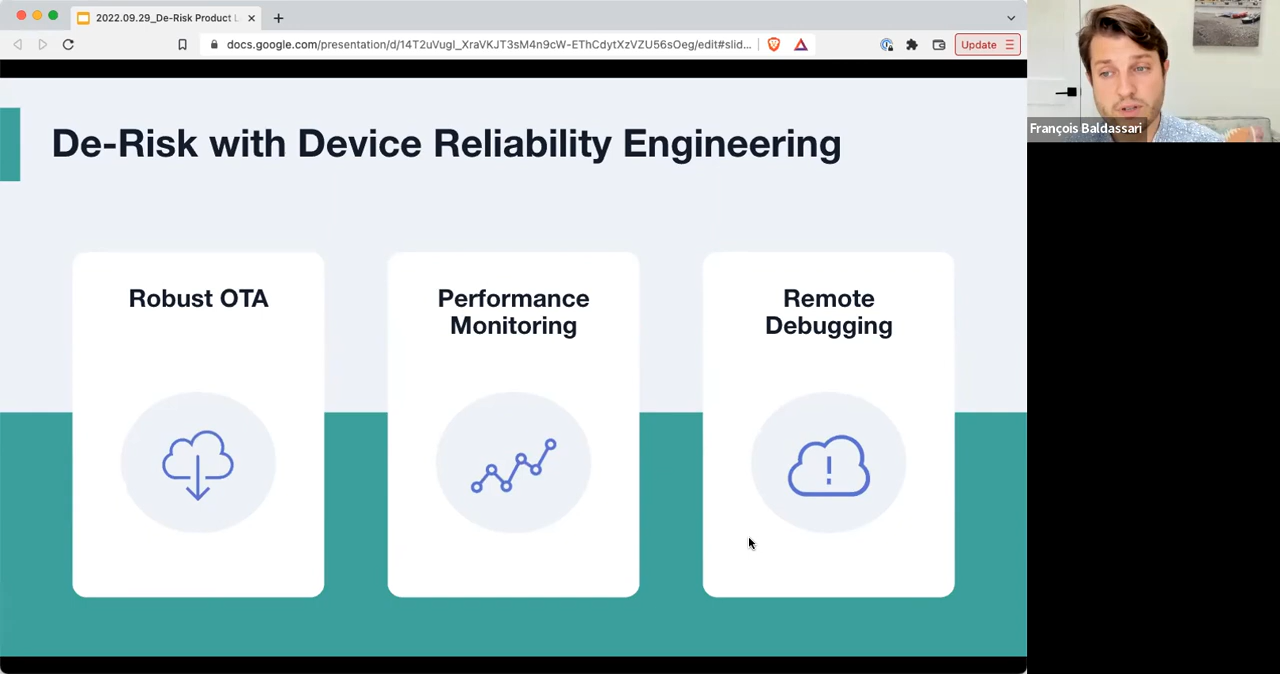 2022.09.29_De-Risk Product L
docs.google.com/presentation/d/14T2uVugI_XraVKJT3sM4n9cW-EThCdytXzVZU56sOeg/edit#slid...
Update
François Baldassari
De-Risk with Device Reliability Engineering
Robust OTA
Performance
Monitoring
Remote
Debugging